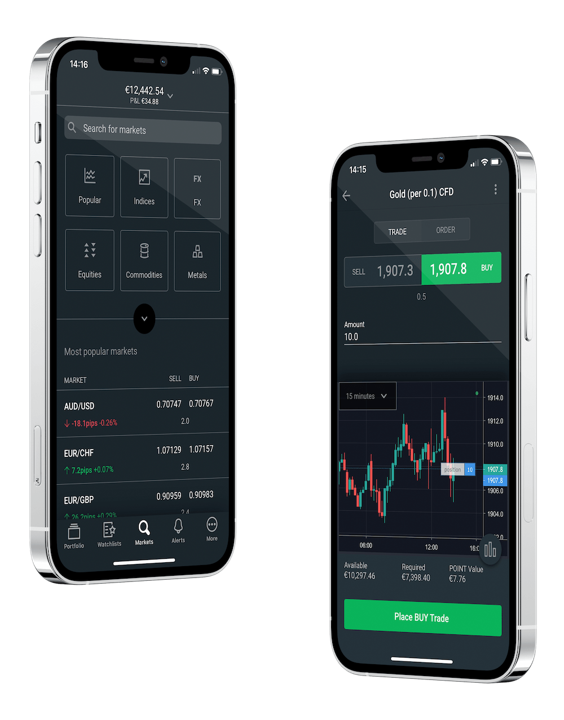 14:16
€12,442.54
P&L €34.88
Search for markets
Popular
Indices
FX
FX
Equities
Commodities
Metals
Most popular markets
MARKET SELL BUY
AUD/USD 0.70747 0.70767
-18.1pips -0.26% 2.0
EUR/CHF 1.07129 1.07157
7.2pips +0.07% 2.8
EUR/GBP 0.90959 0.90983
26.7pips +0.29% 2.4
Portfolio
Watchlists
Markets
Alerts
More
14:15
Gold (per 0.1) CFD
TRADE ORDER
SELL 1,907.3 1,907.8 BUY
0.5
Amount
10.0
15 minutes
1914.0
1912.0
1910.0
position 10
1907.8
1907.8
1906.0
1904.0
06:00 12:00
Available Required POINT Value
€10,297.46 €7,398.40 €7.76
Place BUY Trade